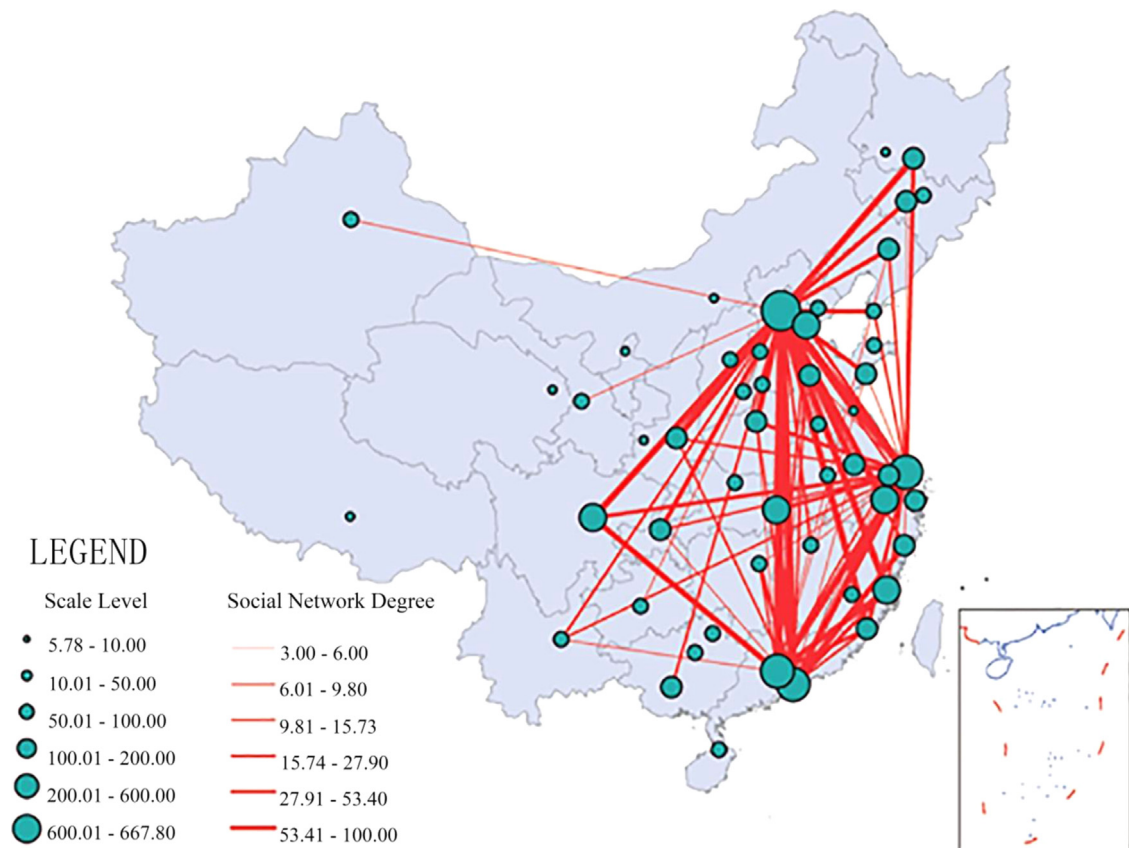 LEGEND
Scale Level
5.78 - 10.00
10.01 - 50.00
50.01 - 100.00
100.01 - 200.00
200.01 - 600.00
600.01 - 667.80
Social Network Degree
3.00 - 6.00
6.01 - 9.80
9.81 - 15.73
15.74 - 27.90
27.91 - 53.40
53.41 - 100.00